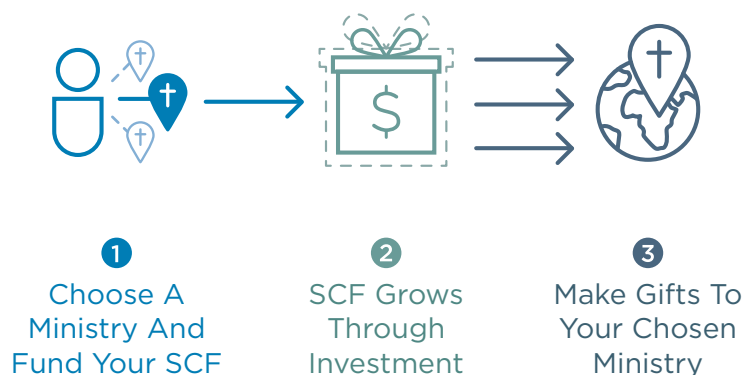 $
1
Choose A
Ministry And
Fund Your SCF
2
SCF Grows
Through
Investment
3
Make Gifts To
Your Chosen
Ministry